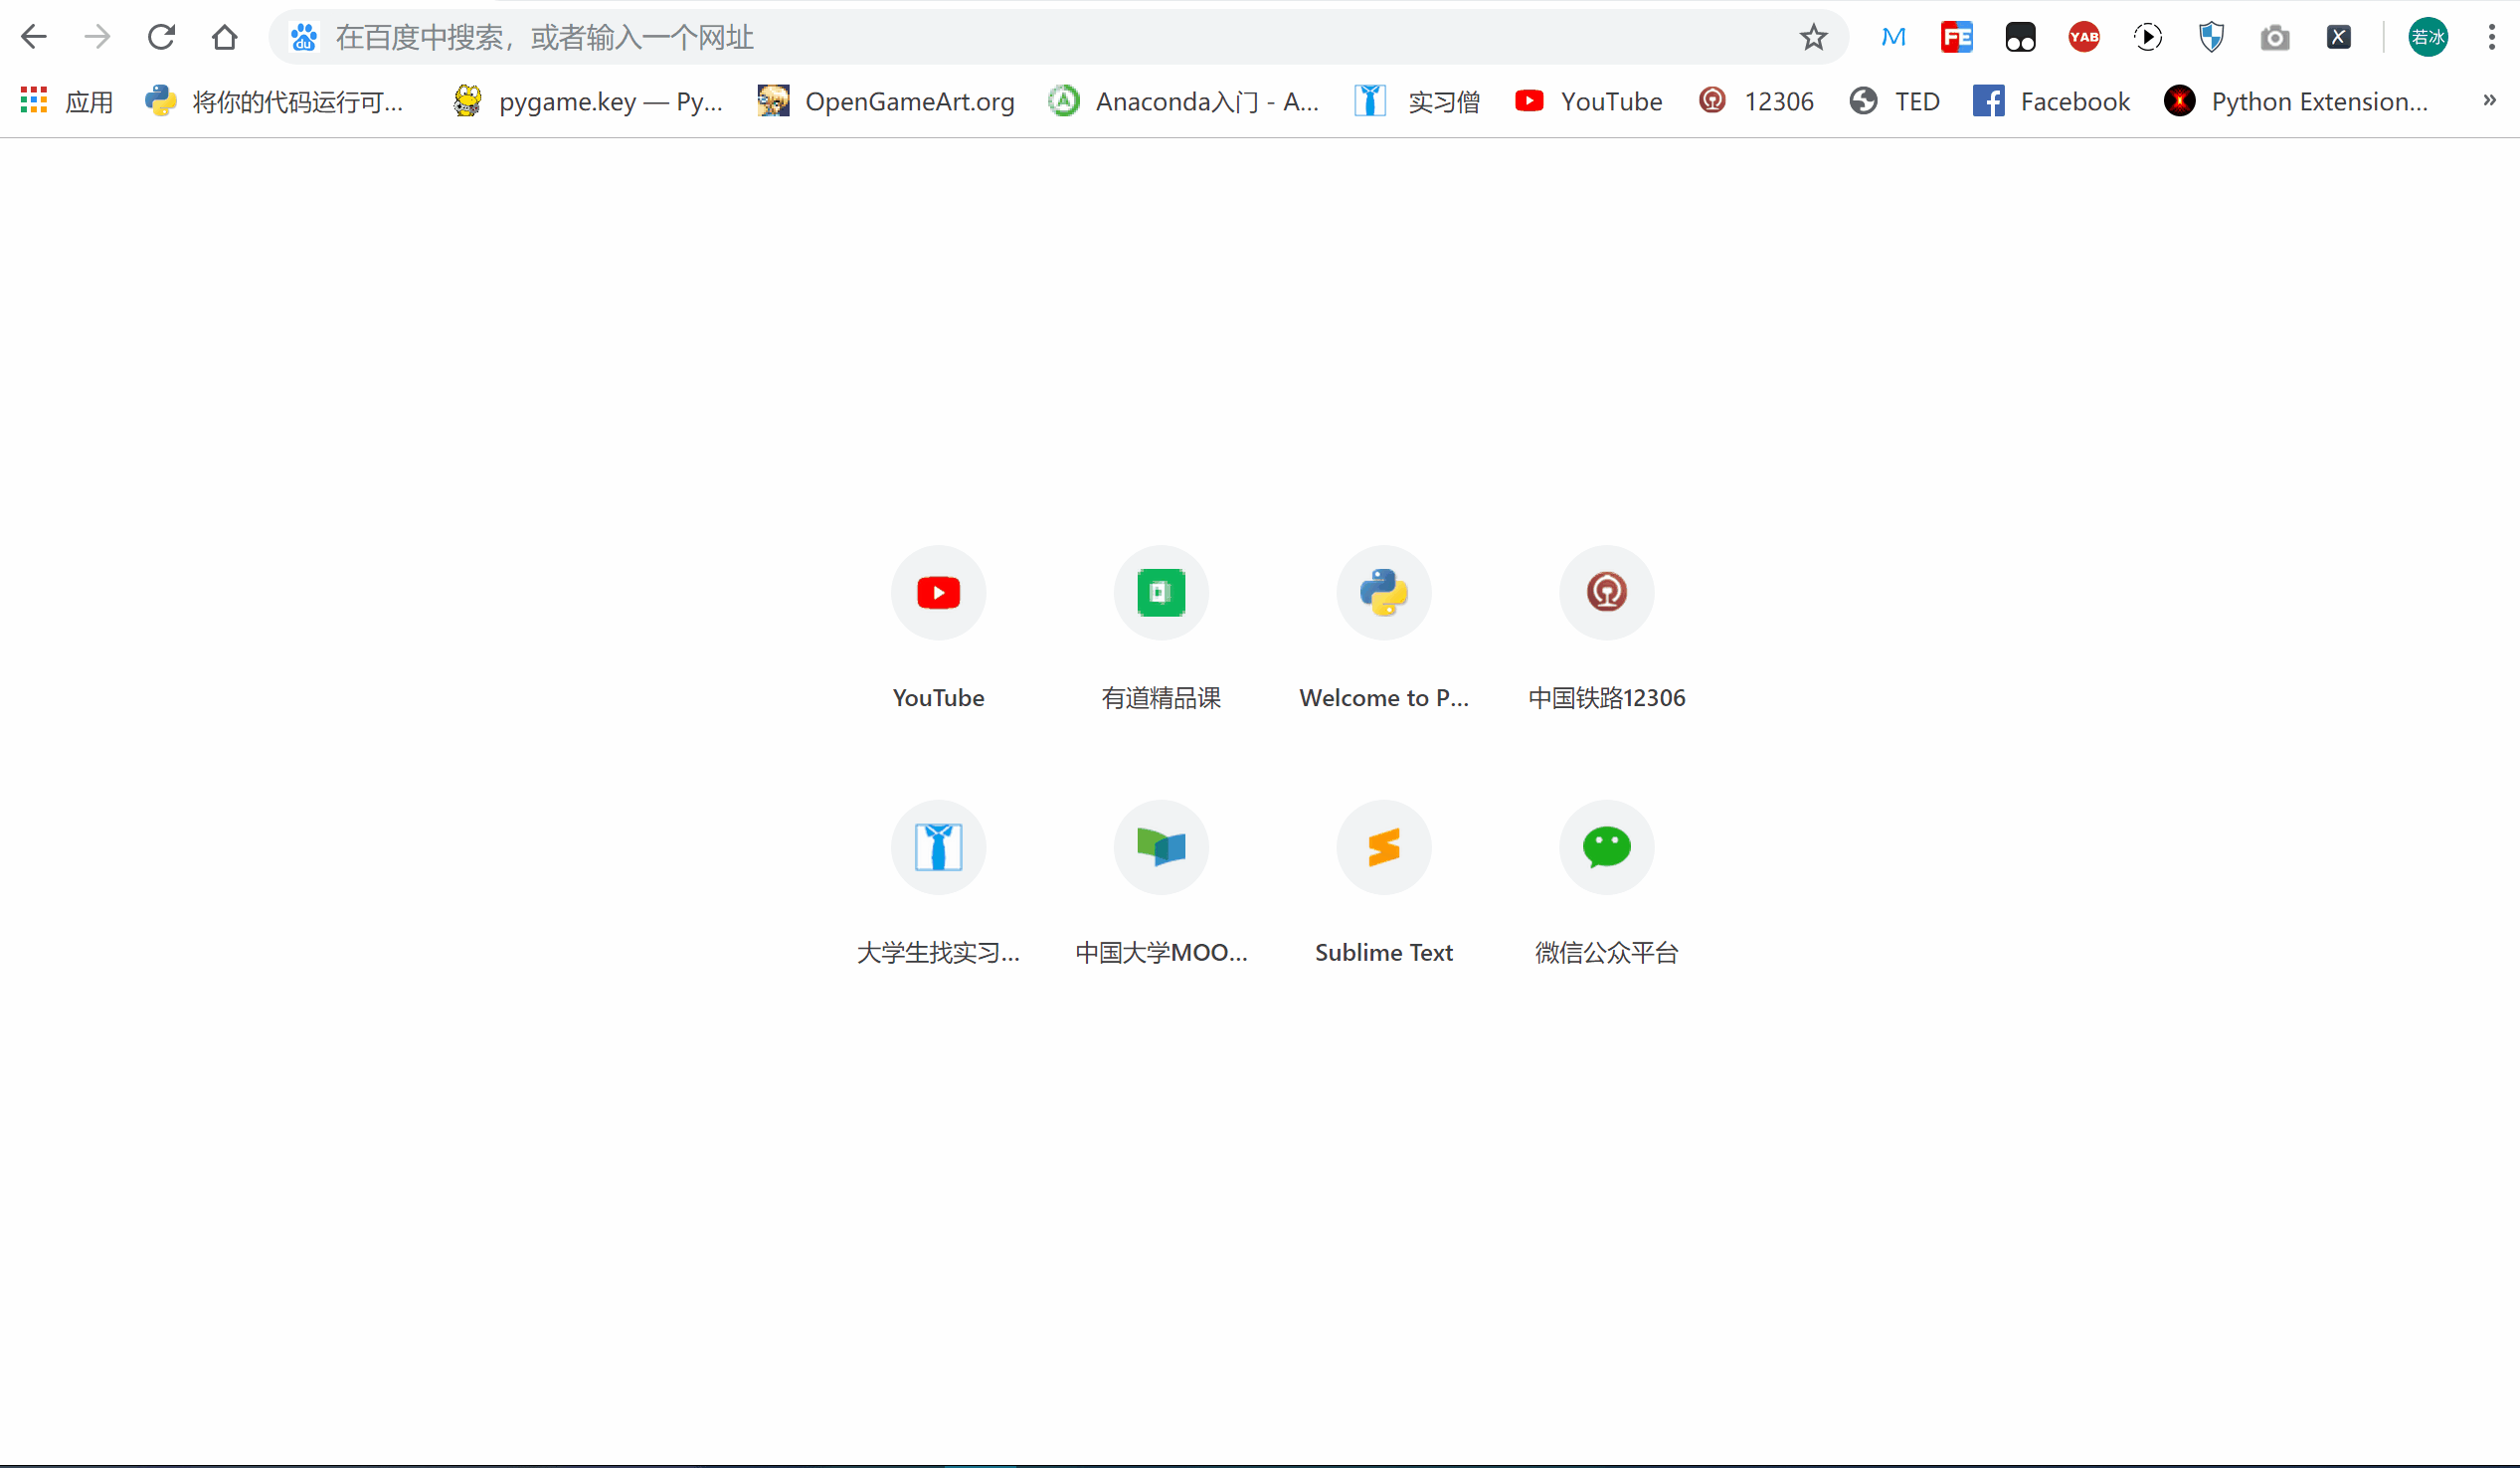 在百度中搜索，或者输入一个网址
YAB
若冰
应用 将你的代码运行可... pygame.key — Py... OpenGameArt.org Anaconda入门 - A... 实习僧 YouTube 12306 TED Facebook Python Extension... »
YouTube 有道精品课 Welcome to P... 中国铁路12306
大学生找实习... 中国大学MOO... Sublime Text 微信公众平台